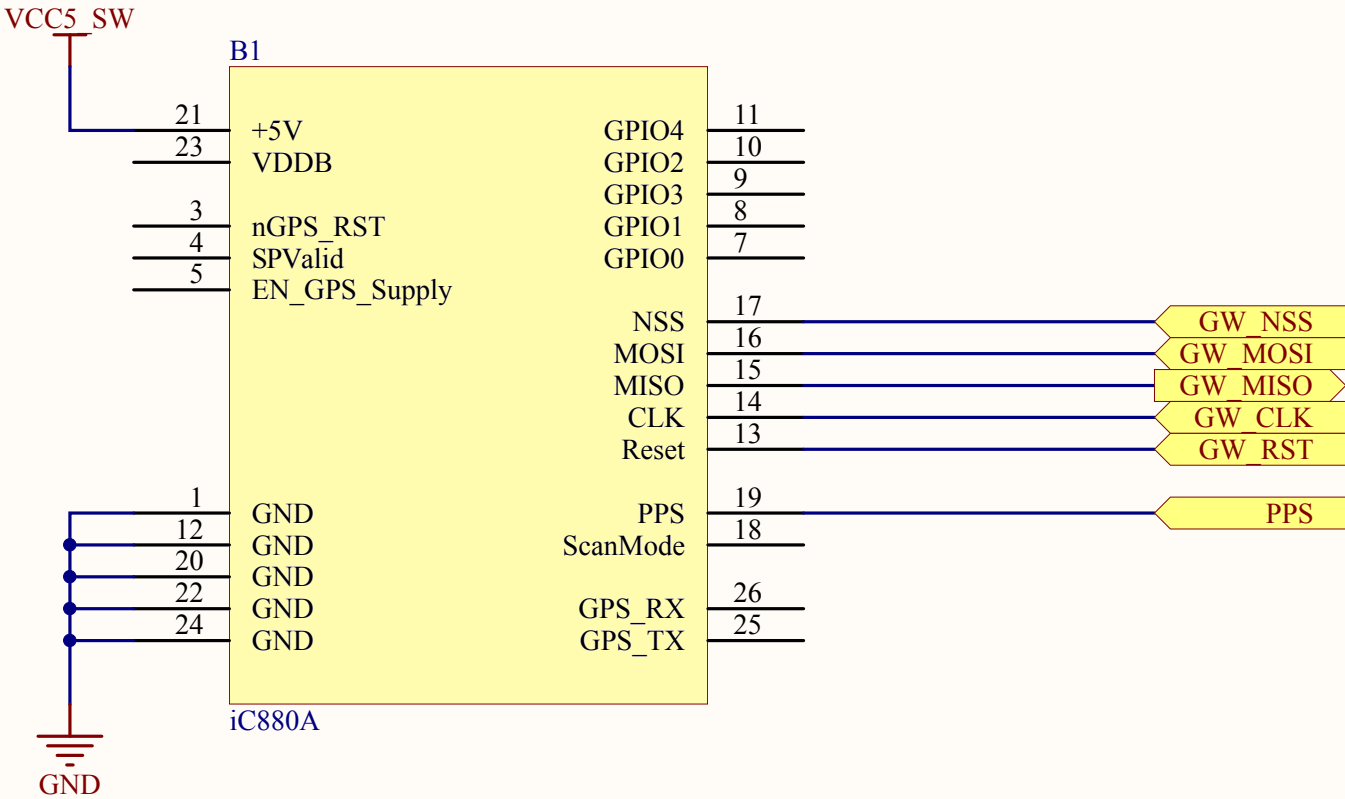 VCC5_SW
B1
21 +5V GPIO4 11
23 VDDB GPIO2 10
GPIO3 9
3 nGPS_RST GPIO1 8
4 SPValid GPIO0 7
5 EN_GPS_Supply
NSS 17 GW_NSS
MOSI 16 GW_MOSI
MISO 15 GW_MISO
CLK 14 GW_CLK
Reset 13 GW_RST
1 GND PPS 19 PPS
12 GND ScanMode 18
20 GND
22 GND GPS_RX 26
24 GND GPS_TX 25
iC880A
GND